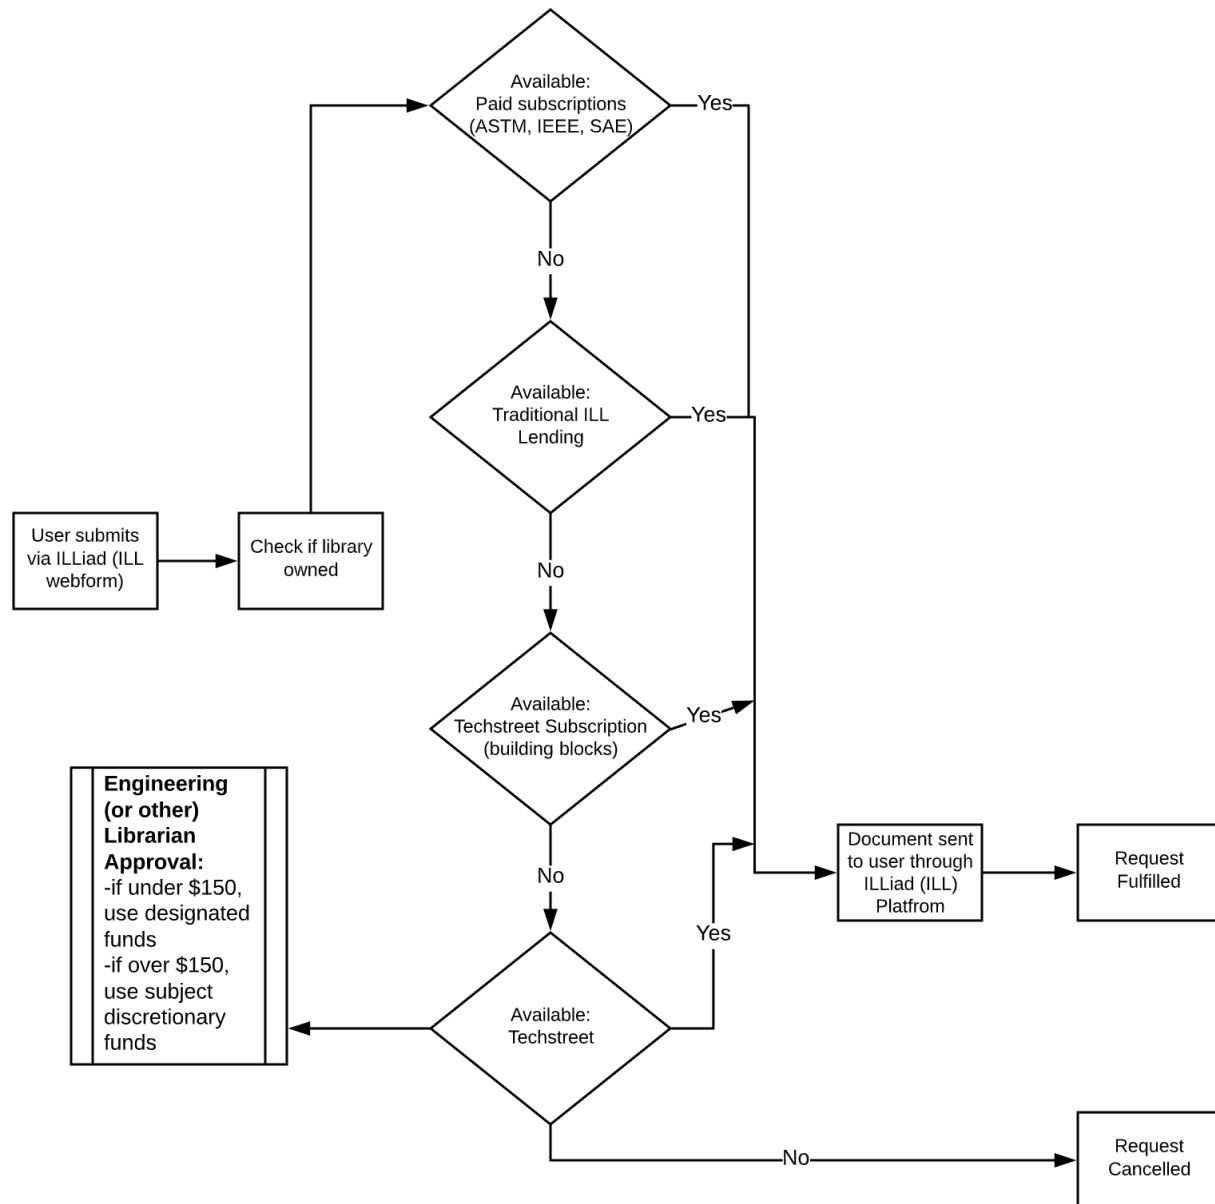 Available:
Paid subscriptions
(ASTM, IEEE, SAE)
Yes
No
Available:
Traditional ILL
Lending
Yes
User submits
via ILLiad (ILL
webform)
Check if library
owned
No
Available:
Techstreet Subscription
(building blocks)
Yes
Engineering
(or other)
Librarian
Approval:
-if under $150,
use designated
funds
-if over $150,
use subject
discretionary
funds
No
Document sent
to user through
ILLiad (ILL)
Platfrom
Request
Fulfilled
Yes
Available:
Techstreet
No
Request
Cancelled